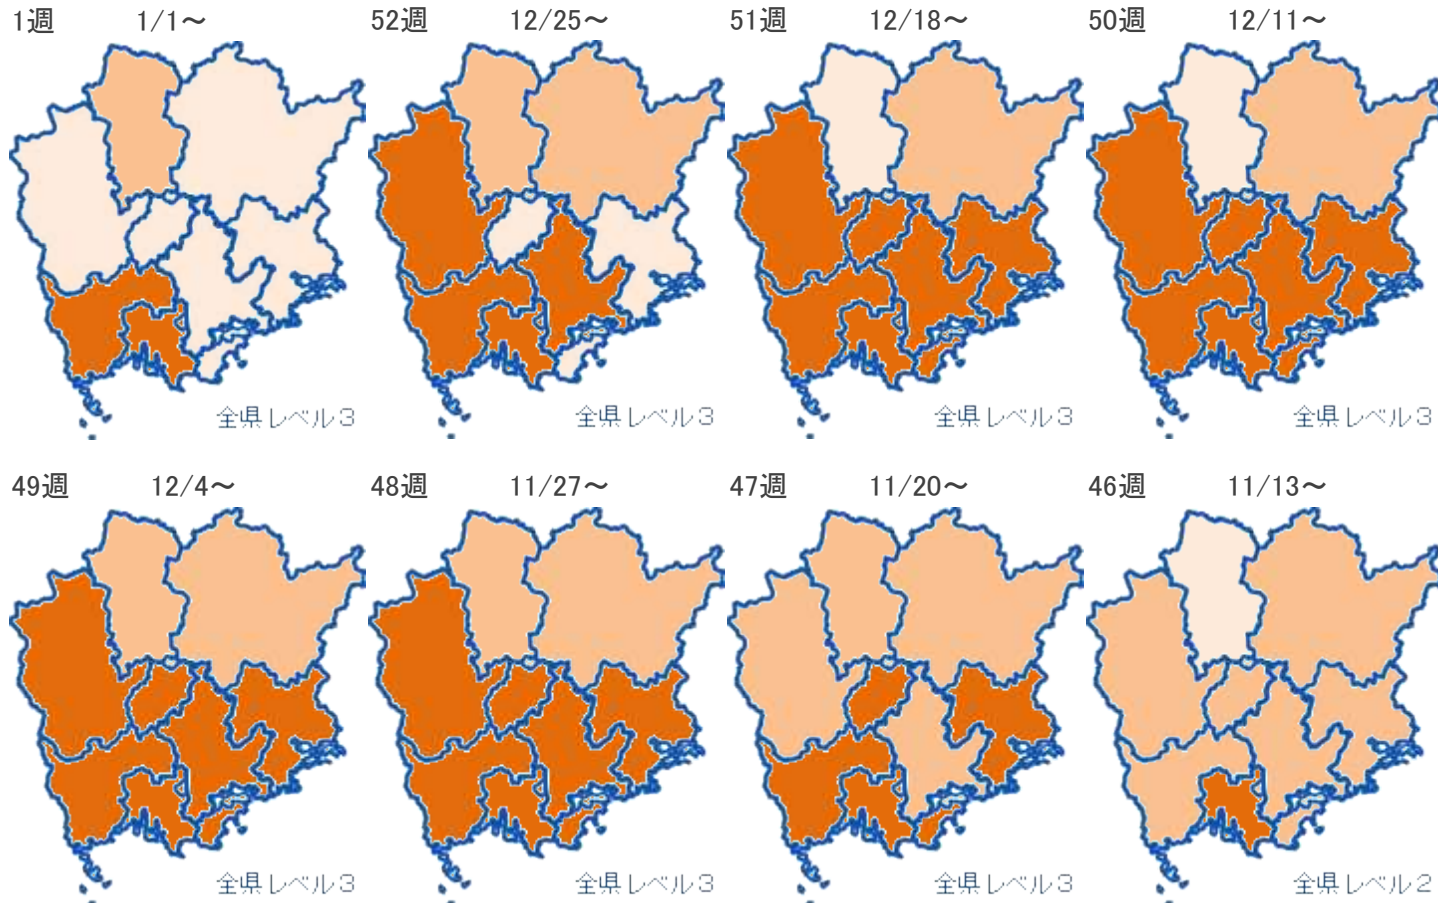 1週 1/1～ 52週 12/25～ 51週 12/18～ 50週 12/11～
全県レベル3 全県レベル3 全県レベル3 全県レベル3
49週 12/4～ 48週 11/27～ 47週 11/20～ 46週 11/13～
全県レベル3 全県レベル3 全県レベル3 全県レベル2